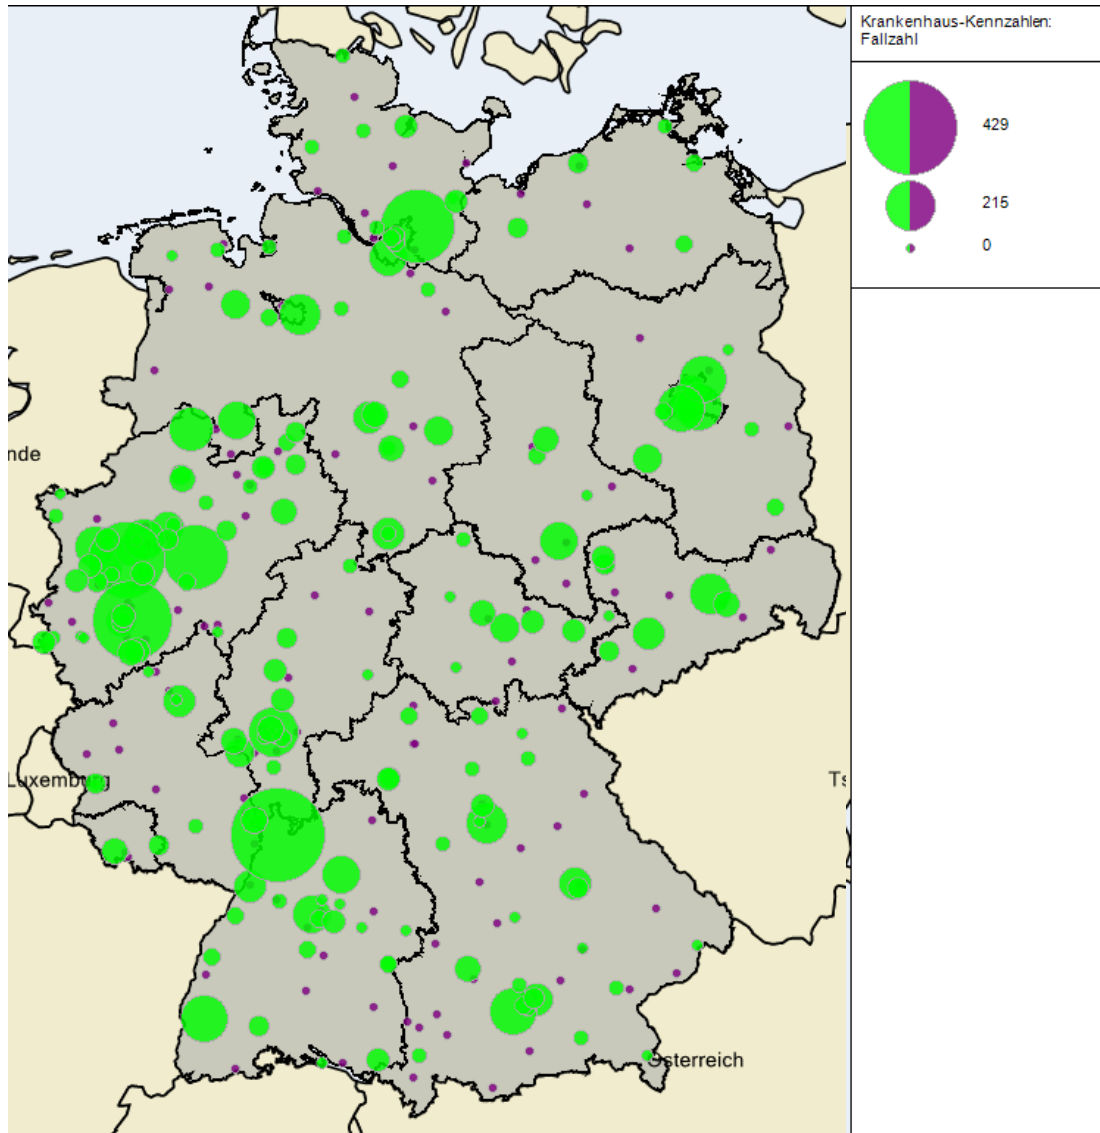 Krankenhaus-Kennzahlen:
Fallzahl
429
215
0
nde
Luxemburg
Ts
Österreich